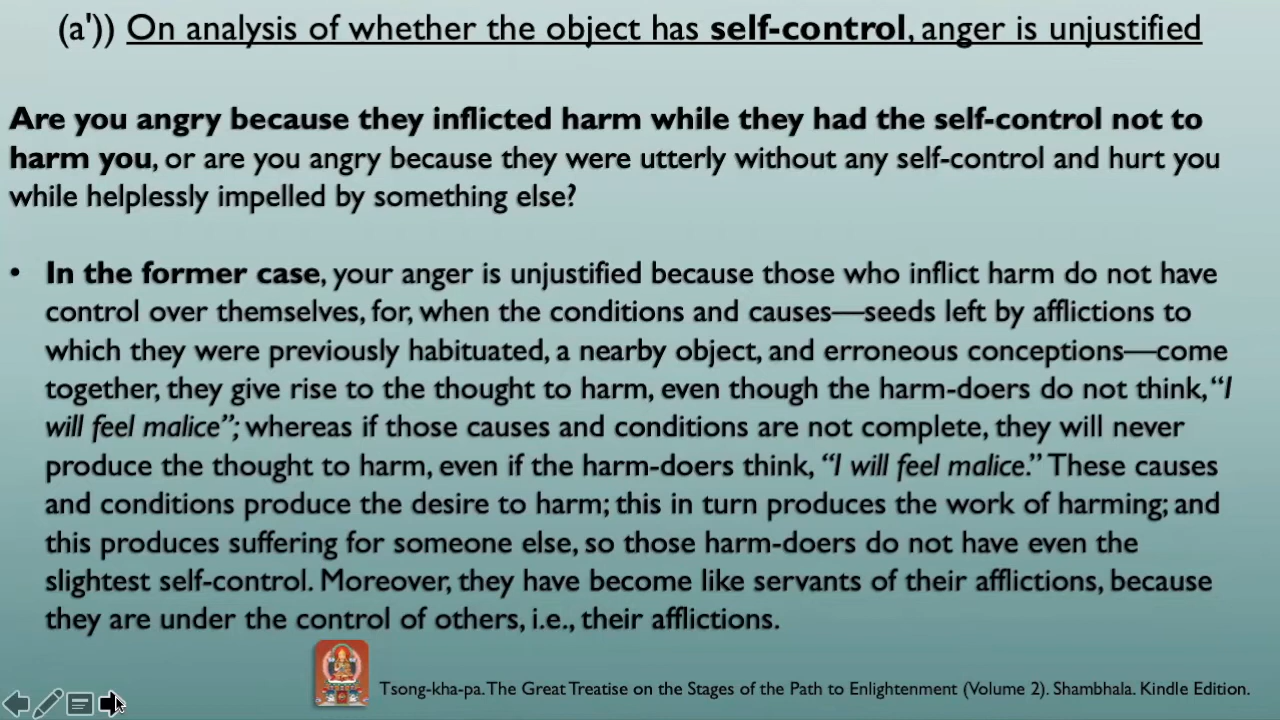 (a')) On analysis of whether the object has self-control, anger is unjustified
Are you angry because they inflicted harm while they had the self-control not to
harm you, or are you angry because they were utterly without any self-control and hurt you
while helplessly impelled by something else?
• In the former case, your anger is unjustified because those who inflict harm do not have
control over themselves, for, when the conditions and causes—seeds left by afflictions to
which they were previously habituated, a nearby object, and erroneous conceptions—come
together, they give rise to the thought to harm, even though the harm-doers do not think, “I
will feel malice”; whereas if those causes and conditions are not complete, they will never
produce the thought to harm, even if the harm-doers think, “I will feel malice.” These causes
and conditions produce the desire to harm; this in turn produces the work of harming; and
this produces suffering for someone else, so those harm-doers do not have even the
slightest self-control. Moreover, they have become like servants of their afflictions, because
they are under the control of others, i.e., their afflictions.
Tsong-kha-pa. The Great Treatise on the Stages of the Path to Enlightenment (Volume 2). Shambhala. Kindle Edition.